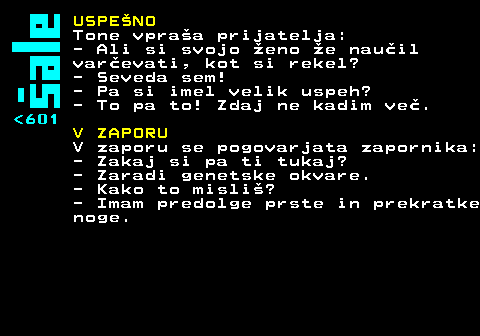 Šale
<601
USPEŠNO
Tone vpraša prijatelja:
- Ali si svojo ženo že naučil
varčevati, kot si rekel?
- Seveda sem!
- Pa si imel velik uspeh?
- To pa to! Zdaj ne kadim več.
V ZAPORU
V zaporu se pogovarjata zapornika:
- Zakaj si pa ti tukaj?
- Zaradi genetske okvare.
- Kako to misliš?
- Imam predolge prste in prekratke
noge.